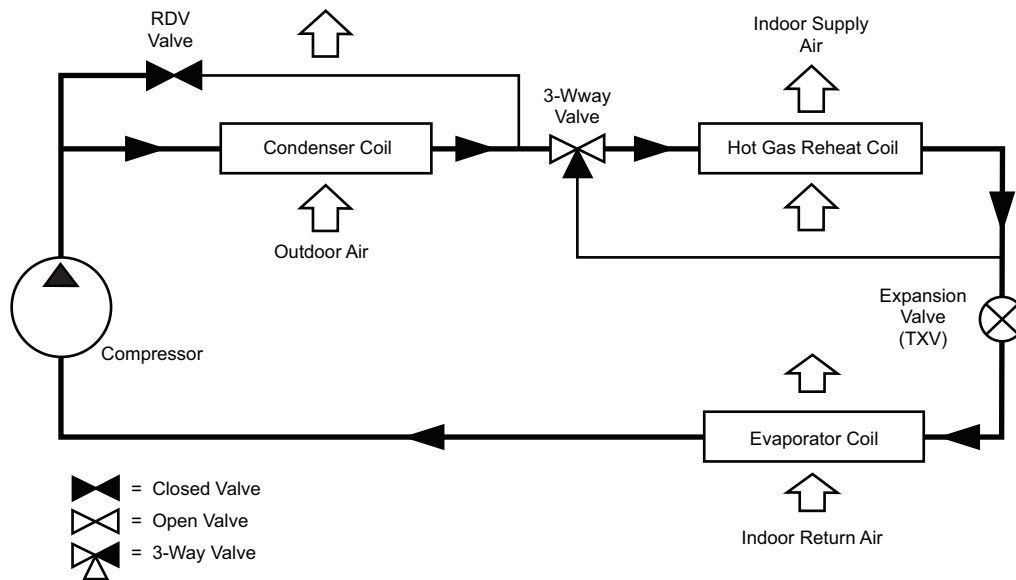 RDV
Valve
Indoor Supply
Air
3-Wway
Valve
Condenser Coil
Hot Gas Reheat Coil
Outdoor Air
Expansion
Valve
(TXV)
Compressor
Evaporator Coil
= Closed Valve
= Open Valve
= 3-Way Valve
Indoor Return Air